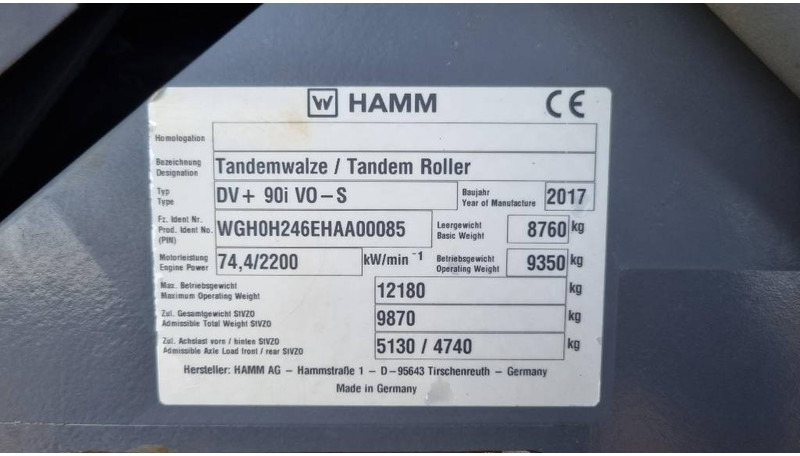 HAMM CE
Homologation
Bezeichnung
Designation
Tandemwalze / Tandem Roller
Typ
Type
DV+ 90i VO-S
Baujahr
Year of Manufacture
2017
Fz. Ident Nr.
Prod. Ident No.
(PIN)
WGH0H246EHAA00085
Leergewicht
Basic Weight
8760 kg
Motorleistung
Engine Power
74,4/2200 kW/min⁻¹
Betriebsgewicht
Operating Weight
9350 kg
Max. Betriebsgewicht
Maximum Operating Weight
12180 kg
Zul. Gesamtgewicht StVZO
Admissible Total Weight StVZO
9870 kg
Zul. Achslast vorn / hinten StVZO
Admissible Axle Load front / rear StVZO
5130 / 4740 kg
Hersteller: HAMM AG – Hammstraße 1 – D-95643 Tirschenreuth – Germany
Made in Germany